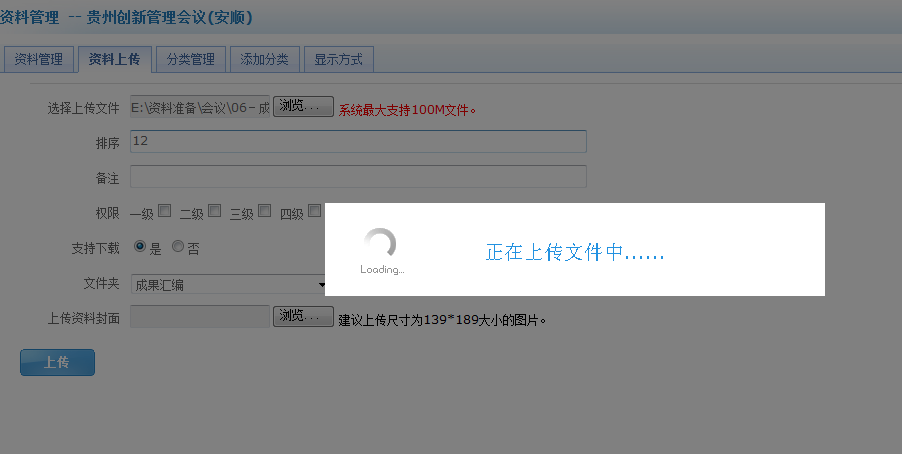 资料管理 -- 贵州创新管理会议(安顺)
资料管理 资料上传 分类管理 添加分类 显示方式
选择上传文件 E:\资料准备\会议\06 - 成 浏览... 系统最大支持100M文件。
排序 12
备注
权限 一级 二级 三级 四级
正在上传文件中......
Loading...
支持下载 是 否
文件夹 成果汇编
上传资料封面 浏览... 建议上传尺寸为139*189大小的图片。
上传